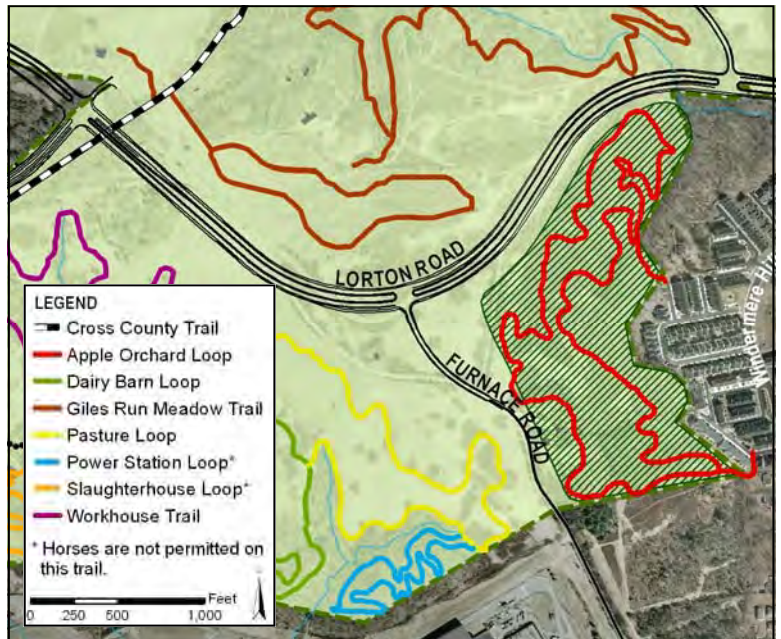 LORTON ROAD
FURNACE ROAD
LEGEND
Cross County Trail
Apple Orchard Loop
Dairy Barn Loop
Giles Run Meadow Trail
Pasture Loop
Power Station Loop*
Slaughterhouse Loop*
Workhouse Trail
* Horses are not permitted on
this trail.
Feet
0 250 500 1,000
Windermere